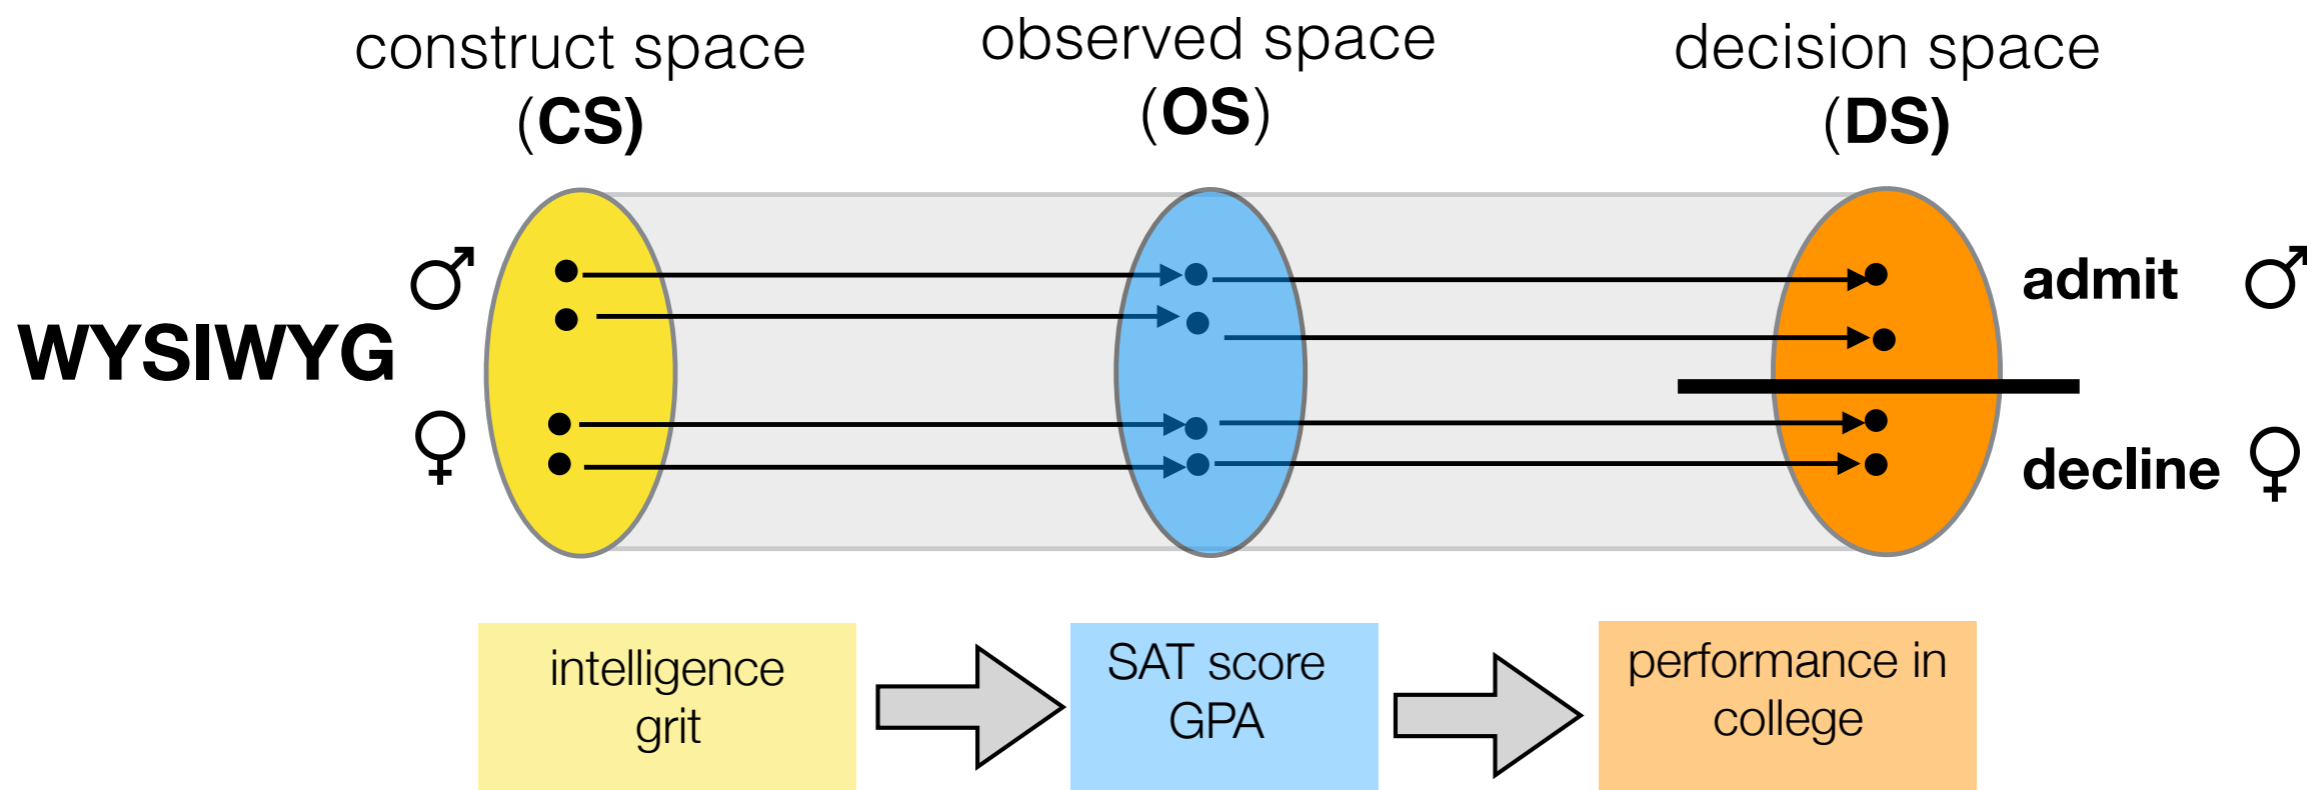 construct space
(CS)
observed space
(OS)
decision space
(DS)
WYSIWYG
♂
♀
admit ♂
decline ♀
intelligence
grit
SAT score
GPA
performance in
college